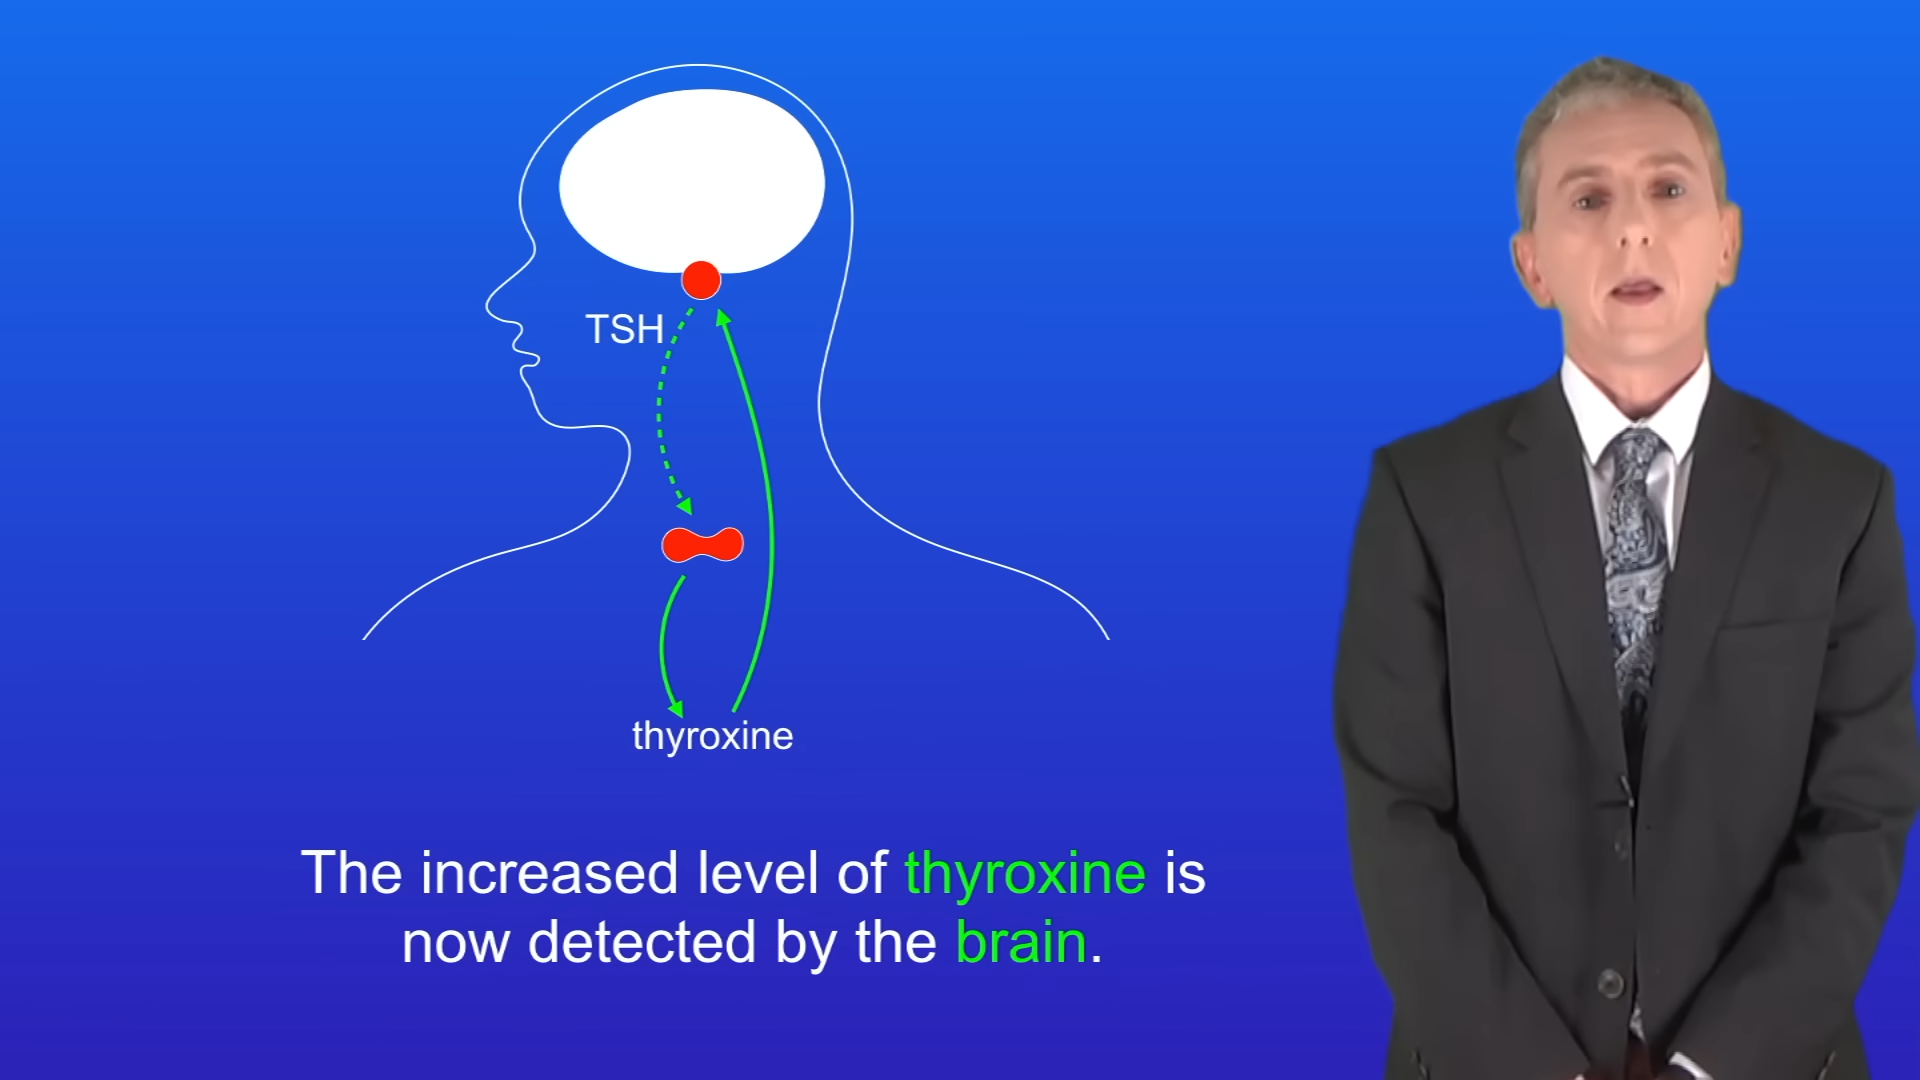 TSH
thyroxine
The increased level of thyroxine is
now detected by the brain.